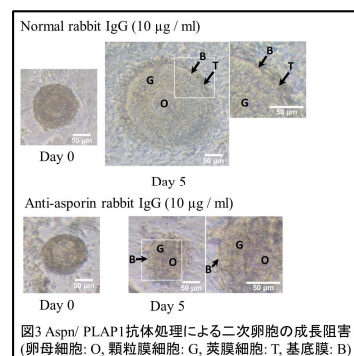 Normal rabbit IgG (10 µg / ml)
B
T
G
O
50 µm
Day 0
50 µm
Day 5
B
T
G
50 µm
Anti-asporin rabbit IgG (10 µg / ml)
50 µm
Day 0
G
B
O
50 µm
Day 5
G
B
O
50 µm
図3 Aspn/ PLAP1抗体処理による二次卵胞の成長阻害
(卵母細胞: O, 顆粒膜細胞: G, 莢膜細胞: T, 基底膜: B)